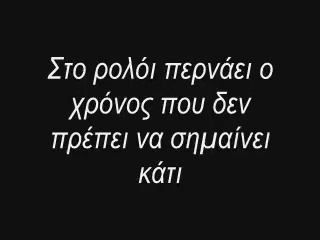 Στο ρολόι περνάει ο
χρόνος που δεν
πρέπει να σημαίνει
κάτι